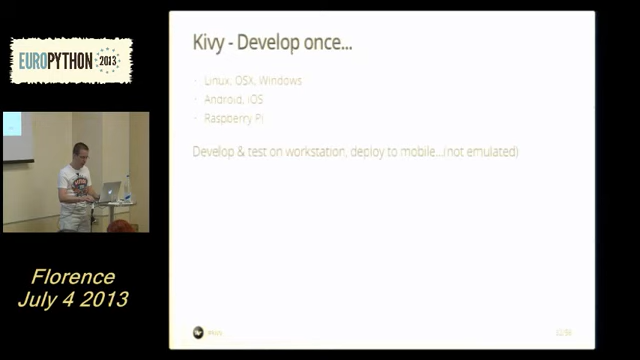 EUROPYTHON 2013
Florence
July 4 2013
Kivy - Develop once...
· Linux, OSX, Windows
· Android, iOS
· Raspberry Pi
Develop & test on workstation, deploy to mobile...(not emulated)